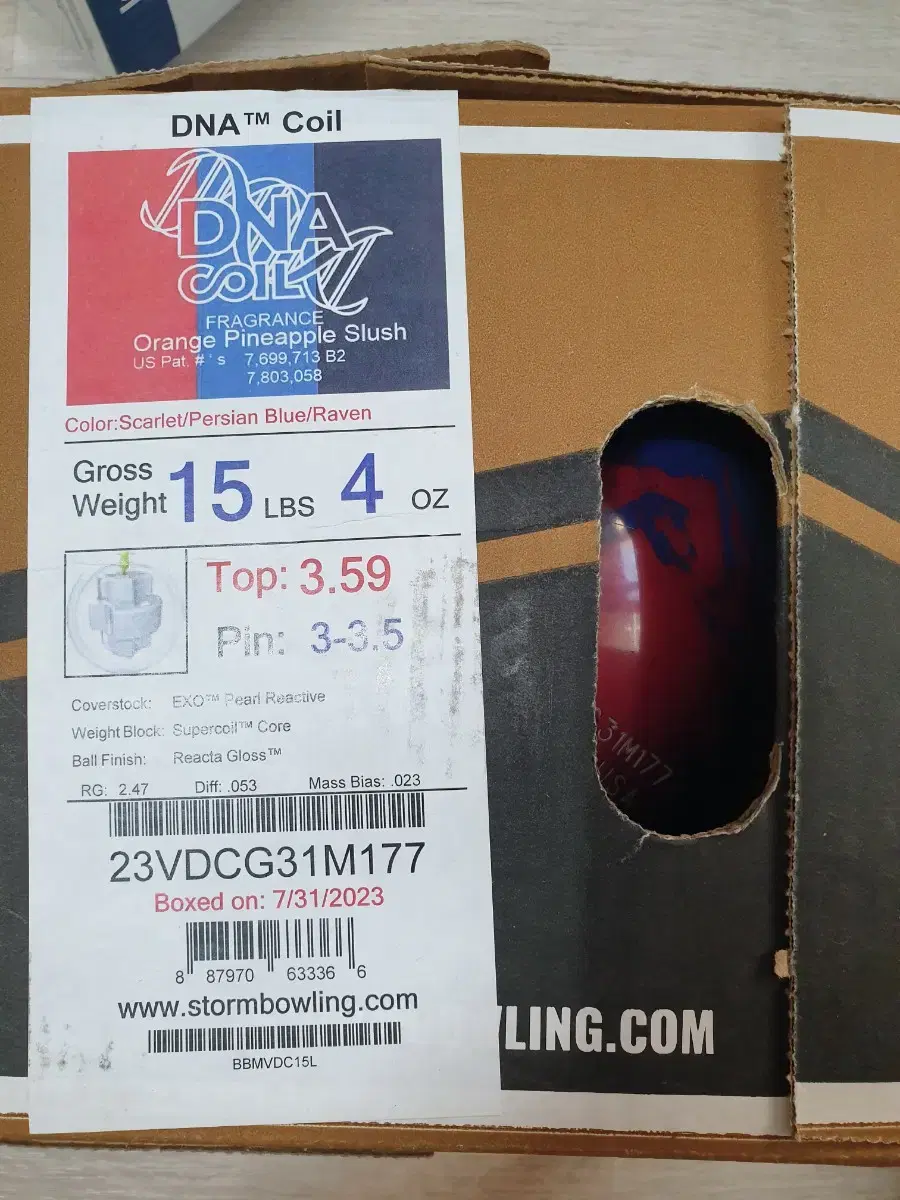 DNA™ Coil
DNA
COIL
FRAGRANCE
Orange Pineapple Slush
US Pat. #'s 7,699,713 B2
7,803,058
Color:Scarlet/Persian Blue/Raven
Gross Weight 15 LBS 4 OZ
Top: 3.59
Pin: 3-3.5
Coverstock: EXO™ Pearl Reactive
Weight Block: Supercoil™ Core
Ball Finish: Reacta Gloss™
RG: 2.47 Diff: .053 Mass Bias: .023
23VDCG31M177
Boxed on: 7/31/2023
8 87970 63336 6
www.stormbowling.com
BBMVDC15L
31M177
USA
LING.COM